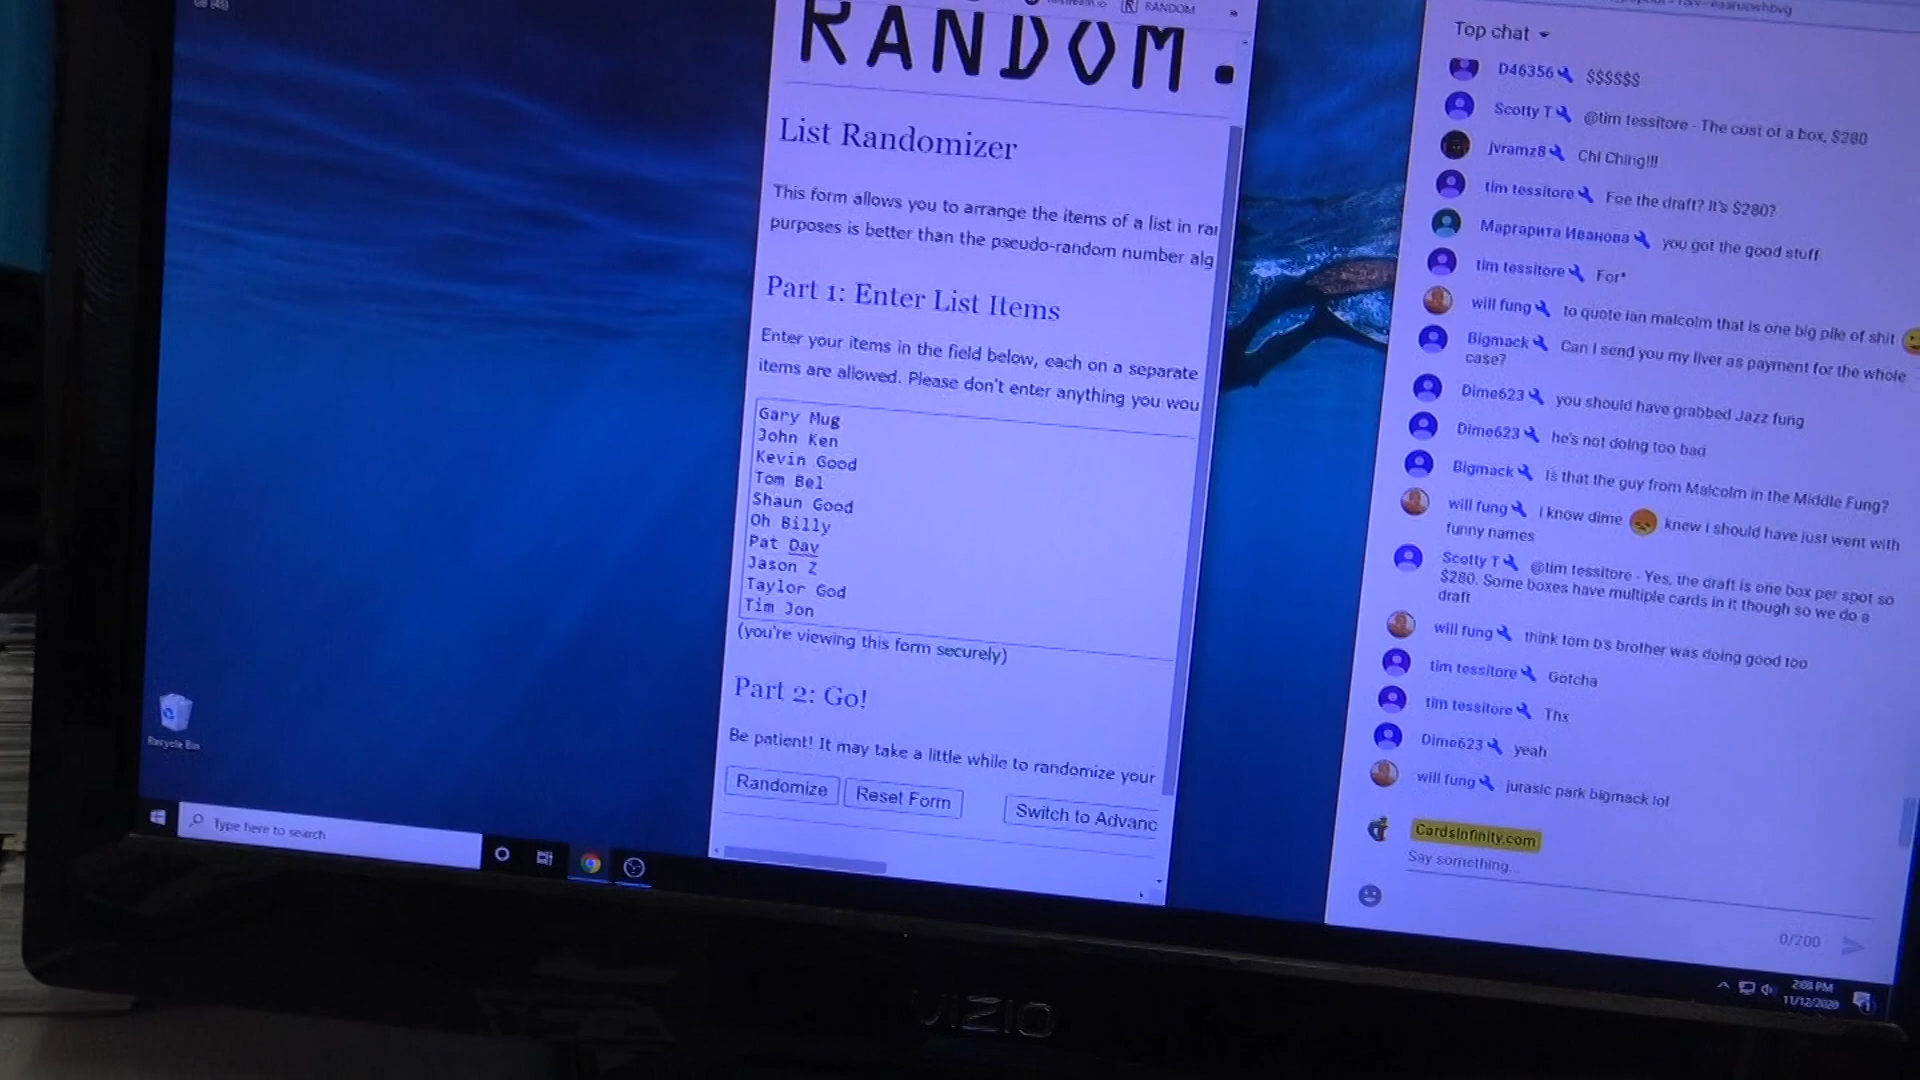 RANDOM
RANDOM.
List Randomizer
This form allows you to arrange the items of a list in
purposes is better than the pseudo-random number alg
Part 1: Enter List Items
Enter your items in the field below, each on a separate
items are allowed. Please don't enter anything you wou
Gary Mug
John Ken
Kevin Good
Tom Bel
Shaun Good
Oh Billy
Pat Dav
Jason Z
Taylor God
Tim Jon
(you're viewing this form securely)
Part 2: Go!
Be patient! It may take a little while to randomize your
Randomize Reset Form Switch to Advanc
Top chat
D46356 $$$$$$
Scotty T @tim tessitore - The cost of a box, $280
jvramz8 Chi Ching!!!
tim tessitore Foe the draft? It's $280?
Маргарита Иванова you got the good stuff
tim tessitore For*
will fung to quote ian malcolm that is one big pile of shit
Bigmack Can I send you my liver as payment for the whole
case?
Dime623 you should have grabbed Jazz fung
Dime623 he's not doing too bad
Bigmack Is that the guy from Malcolm in the Middle Fung?
will fung I know dime knew i should have just went with
funny names
Scotty T @tim tessitore - Yes, the draft is one box per spot so
$280. Some boxes have multiple cards in it though so we do a
draft
will fung think tom b's brother was doing good too
tim tessitore Gotcha
tim tessitore Thx
Dime623 yeah
will fung jurasic park bigmack lol
CardsInfinity.com
Say something...
0/200
Recycle Bin
Type here to search
2:03 PM
11/12/2020
VIZIO